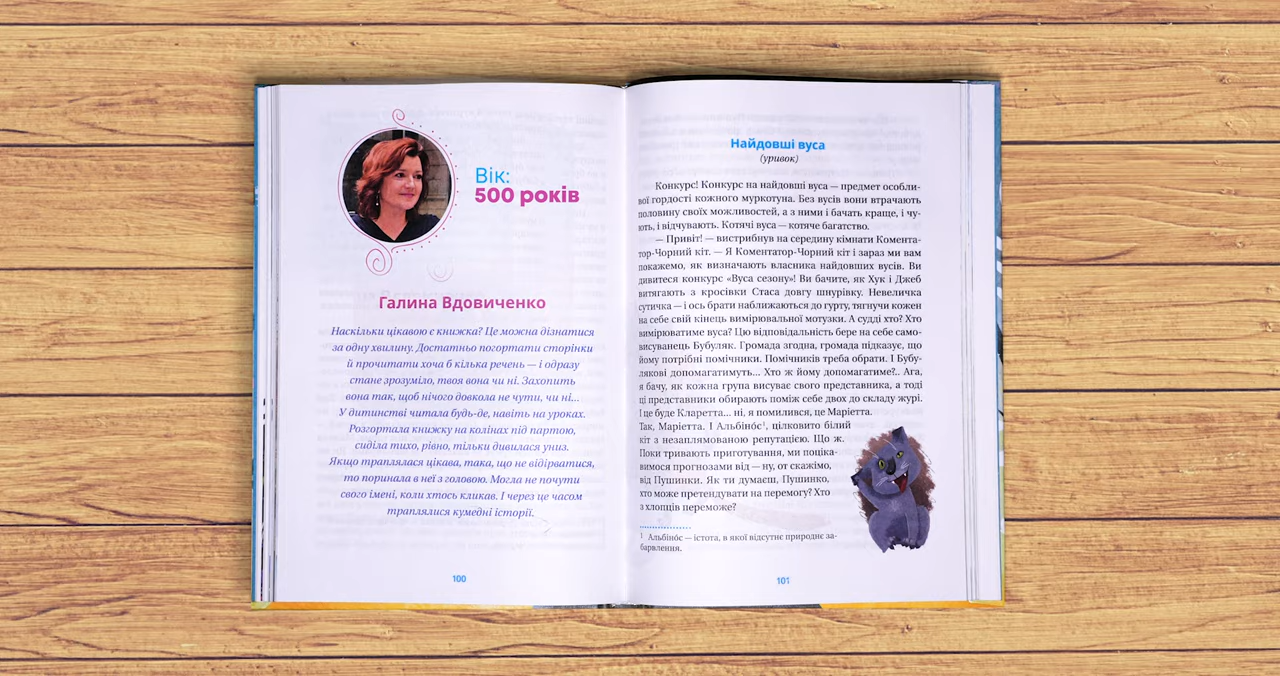 Вік:
500 років
Галина Вдовиченко
Наскільки цікавою є книжка? Це можна дізнатися
за одну хвилину. Достатньо погортати сторінки
й прочитати хоча б кілька речень — і одразу
стане зрозуміло, твоя вона чи ні. Захопить
вона так, щоб нічого довкола не чути, чи ні...
У дитинстві читала будь-де, навіть на уроках.
Розгортала книжку на колінах під партою,
сиділа тихо, рівно, тільки дивилася униз.
Якщо траплялася цікава, така, що не відірватися,
то поринала в неї з головою. Могла не почути
свого імені, коли хтось кликав. І через це часом
траплялися кумедні історії.
100
Найдовші вуса
(уривок)
Конкурс! Конкурс на найдовші вуса — предмет особли-
вої гордості кожного муркотуна. Без вусів вони втрачають
половину своїх можливостей, а з ними і бачать краще, і чу-
ють, і відчувають. Котячі вуса — котяче багатство.
— Привіт! — вистрибнув на середину кімнати Комента-
тор-Чорний кіт. — Я Коментатор-Чорний кіт і зараз ми вам
покажемо, як визначають власника найдовших вусів. Ви
дивитеся конкурс «Вуса сезону»! Ви бачите, як Хук і Джеб
витягають з кросівки Стаса довгу шнурівку. Невеличка
сутичка — і ось брати наближаються до гурту, тягнучи кожен
на себе свій кінець вимірювальної мотузки. А судді хто? Хто
вимірюватиме вуса? Цю відповідальність бере на себе само-
висуванець Бубуляк. Громада згодна, громада підказує, що
йому потрібні помічники. Помічників треба обрати. І Бубу-
лякові допомагатимуть... Хто ж йому допомагатиме?.. Ага,
я бачу, як кожна група висуває свого представника, а тоді
ці представники обирають поміж себе двох до складу журі.
І це буде Кларетта... ні, я помилився, це Маріетта.
Так, Маріетта. І Альбіно́с¹, цілковито білий
кіт з незаплямованою репутацією. Що ж.
Поки тривають приготування, ми поціка-
вимося прогнозами від — ну, от скажімо,
від Пушинки. Як ти думаєш, Пушинко,
хто може претендувати на перемогу? Хто
з хлопців переможе?
¹ Альбіно́с — істота, в якої відсутнє природнє за-
барвлення.
101